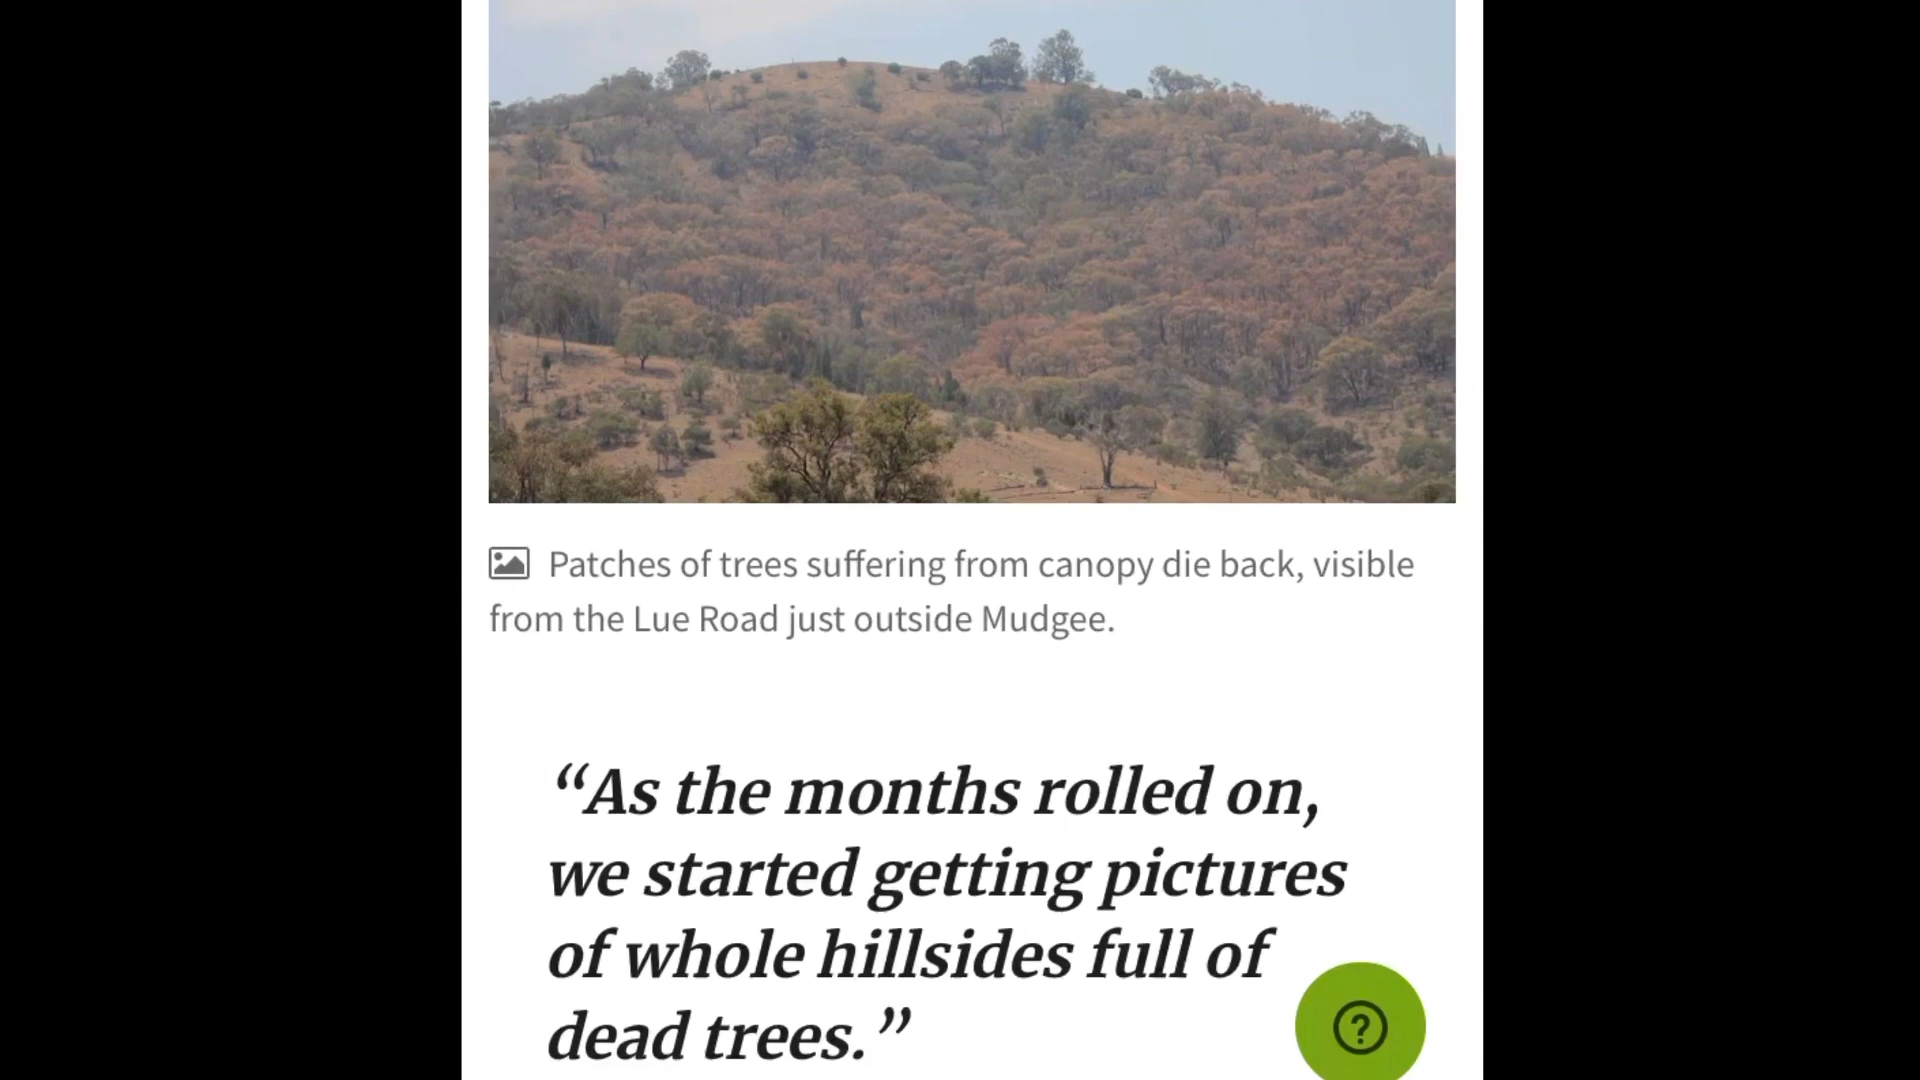 Patches of trees suffering from canopy die back, visible
from the Lue Road just outside Mudgee.
“As the months rolled on,
we started getting pictures
of whole hillsides full of
dead trees.”
?